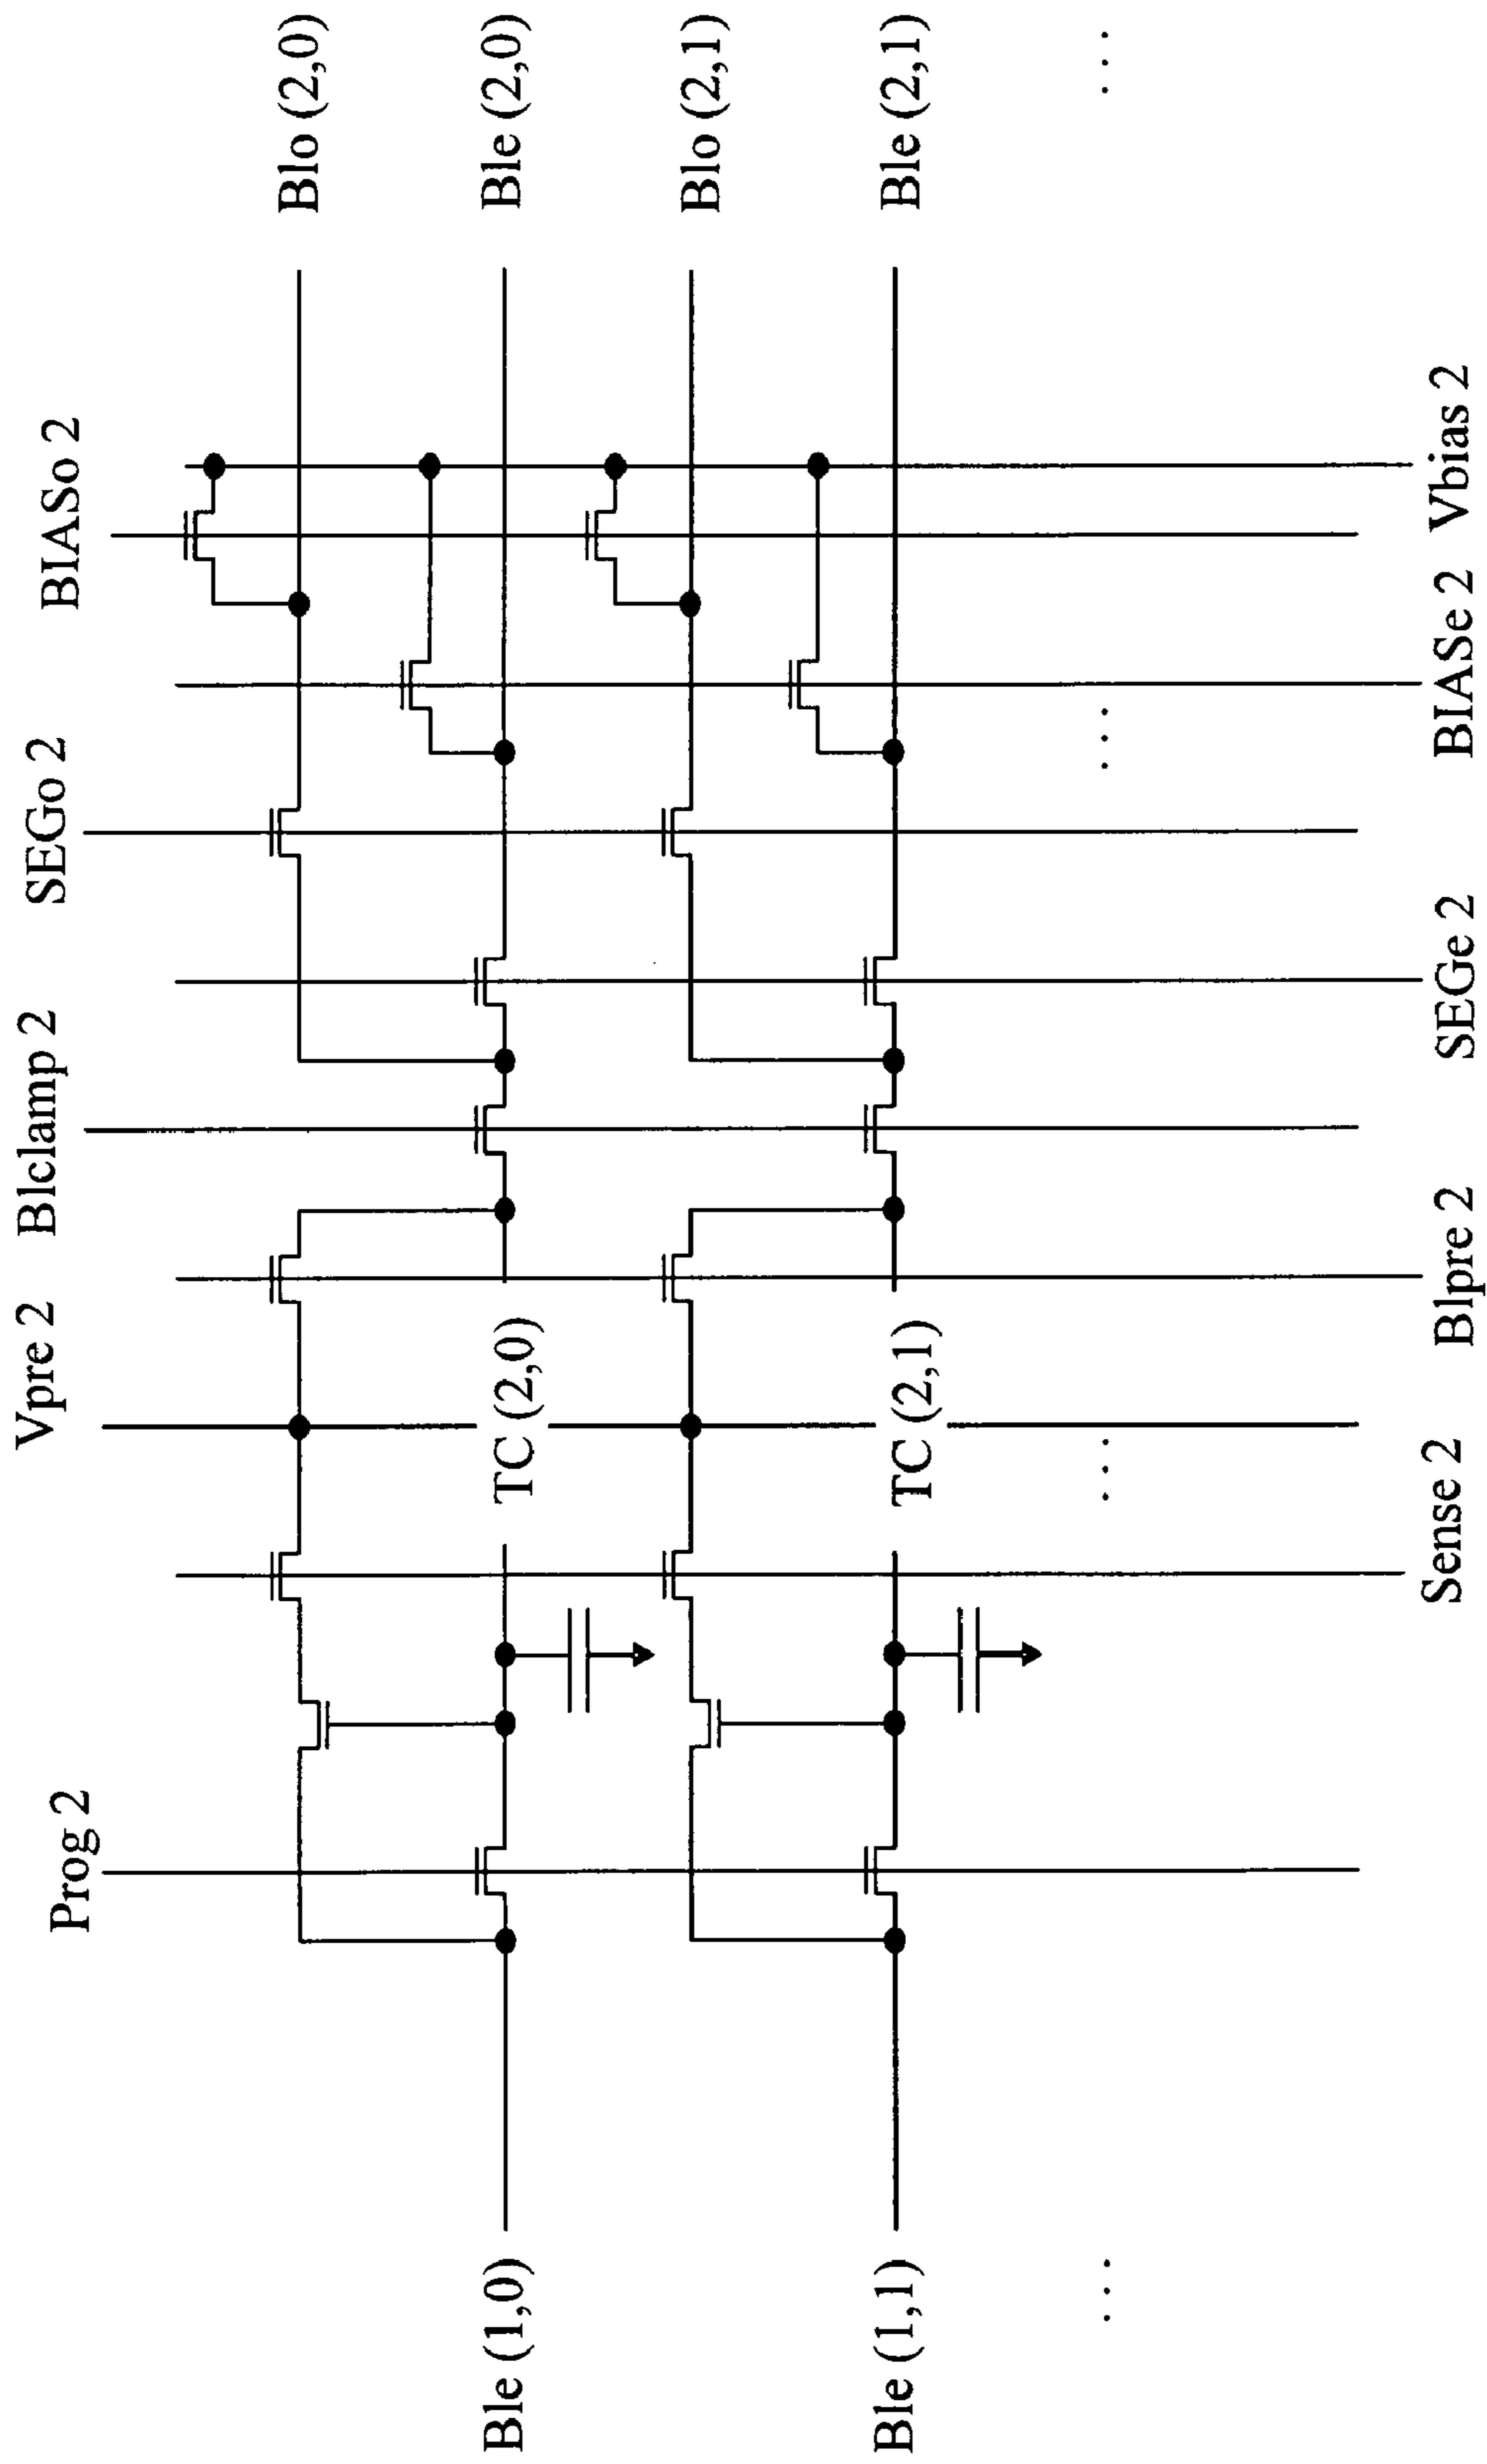 Prog 2
Vpre 2
Blclamp 2
SEGo 2
BIASo 2
Blo (2,0)
Ble (1,0)
TC (2,0)
Ble (2,0)
Blo (2,1)
Ble (1,1)
TC (2,1)
Ble (2,1)
...
...
...
...
Sense 2
Blpre 2
SEGe 2
BIASe 2
Vbias 2